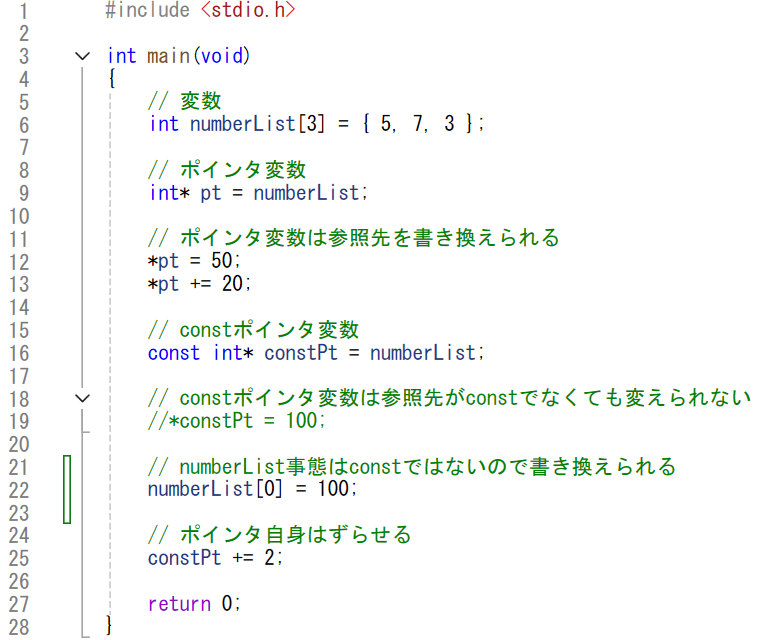 1 #include <stdio.h>
2
3 int main(void)
4 {
5 // 変数
6 int numberList[3] = { 5, 7, 3 };
7
8 // ポインタ変数
9 int* pt = numberList;
10
11 // ポインタ変数は参照先を書き換えられる
12 *pt = 50;
13 *pt += 20;
14
15 // constポインタ変数
16 const int* constPt = numberList;
17
18 // constポインタ変数は参照先がconstでなくても変えられない
19 //*constPt = 100;
20
21 // numberList事態はconstではないので書き換えられる
22 numberList[0] = 100;
23
24 // ポインタ自身はずらせる
25 constPt += 2;
26
27 return 0;
28 }